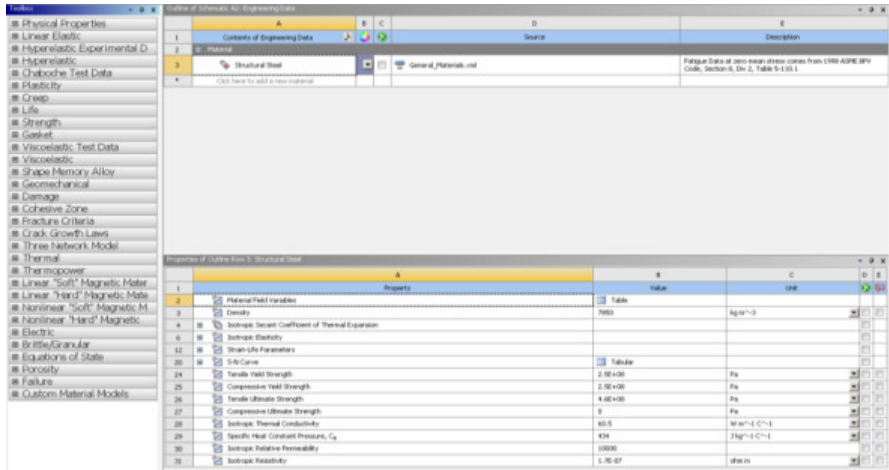 Toolbox
Physical Properties
Linear Elastic
Hyperelastic Experimental D
Hyperelastic
Chaboche Test Data
Plasticity
Creep
Life
Strength
Gasket
Viscoelastic Test Data
Viscoelastic
Shape Memory Alloy
Geomechanical
Damage
Cohesive Zone
Fracture Criteria
Crack Growth Laws
Three Network Model
Thermal
Thermopower
Linear "Soft" Magnetic Mater
Linear "Hard" Magnetic Mate
Nonlinear "Soft" Magnetic M
Nonlinear "Hard" Magnetic
Electric
Brittle/Granular
Equations of State
Porosity
Failure
Custom Material Models
Outline of Schematic A2: Engineering Data
A B C D E
1 Contents of Engineering Data Source Description
2 Material
3 Structural Steel General_Materials.xml Fatigue Data at zero mean stress comes from 1998 ASME BPV
Code, Section 8, Div 2, Table 5-110.1
* Click here to add a new material
Properties of Outline Row 3: Structural Steel
A B C D E
1 Property Value Unit
2 Material Field Variables Table
3 Density 7850 kg m^-3
4 Isotropic Secant Coefficient of Thermal Expansion
6 Isotropic Elasticity
12 Strain-Life Parameters
20 S-N Curve Tabular
24 Tensile Yield Strength 2.5E+08 Pa
25 Compressive Yield Strength 2.5E+08 Pa
26 Tensile Ultimate Strength 4.6E+08 Pa
27 Compressive Ultimate Strength 0 Pa
28 Isotropic Thermal Conductivity 60.5 W m^-1 C^-1
29 Specific Heat Constant Pressure, Cₚ 434 J kg^-1 C^-1
30 Isotropic Relative Permeability 10000
31 Isotropic Resistivity 1.7E-07 ohm m